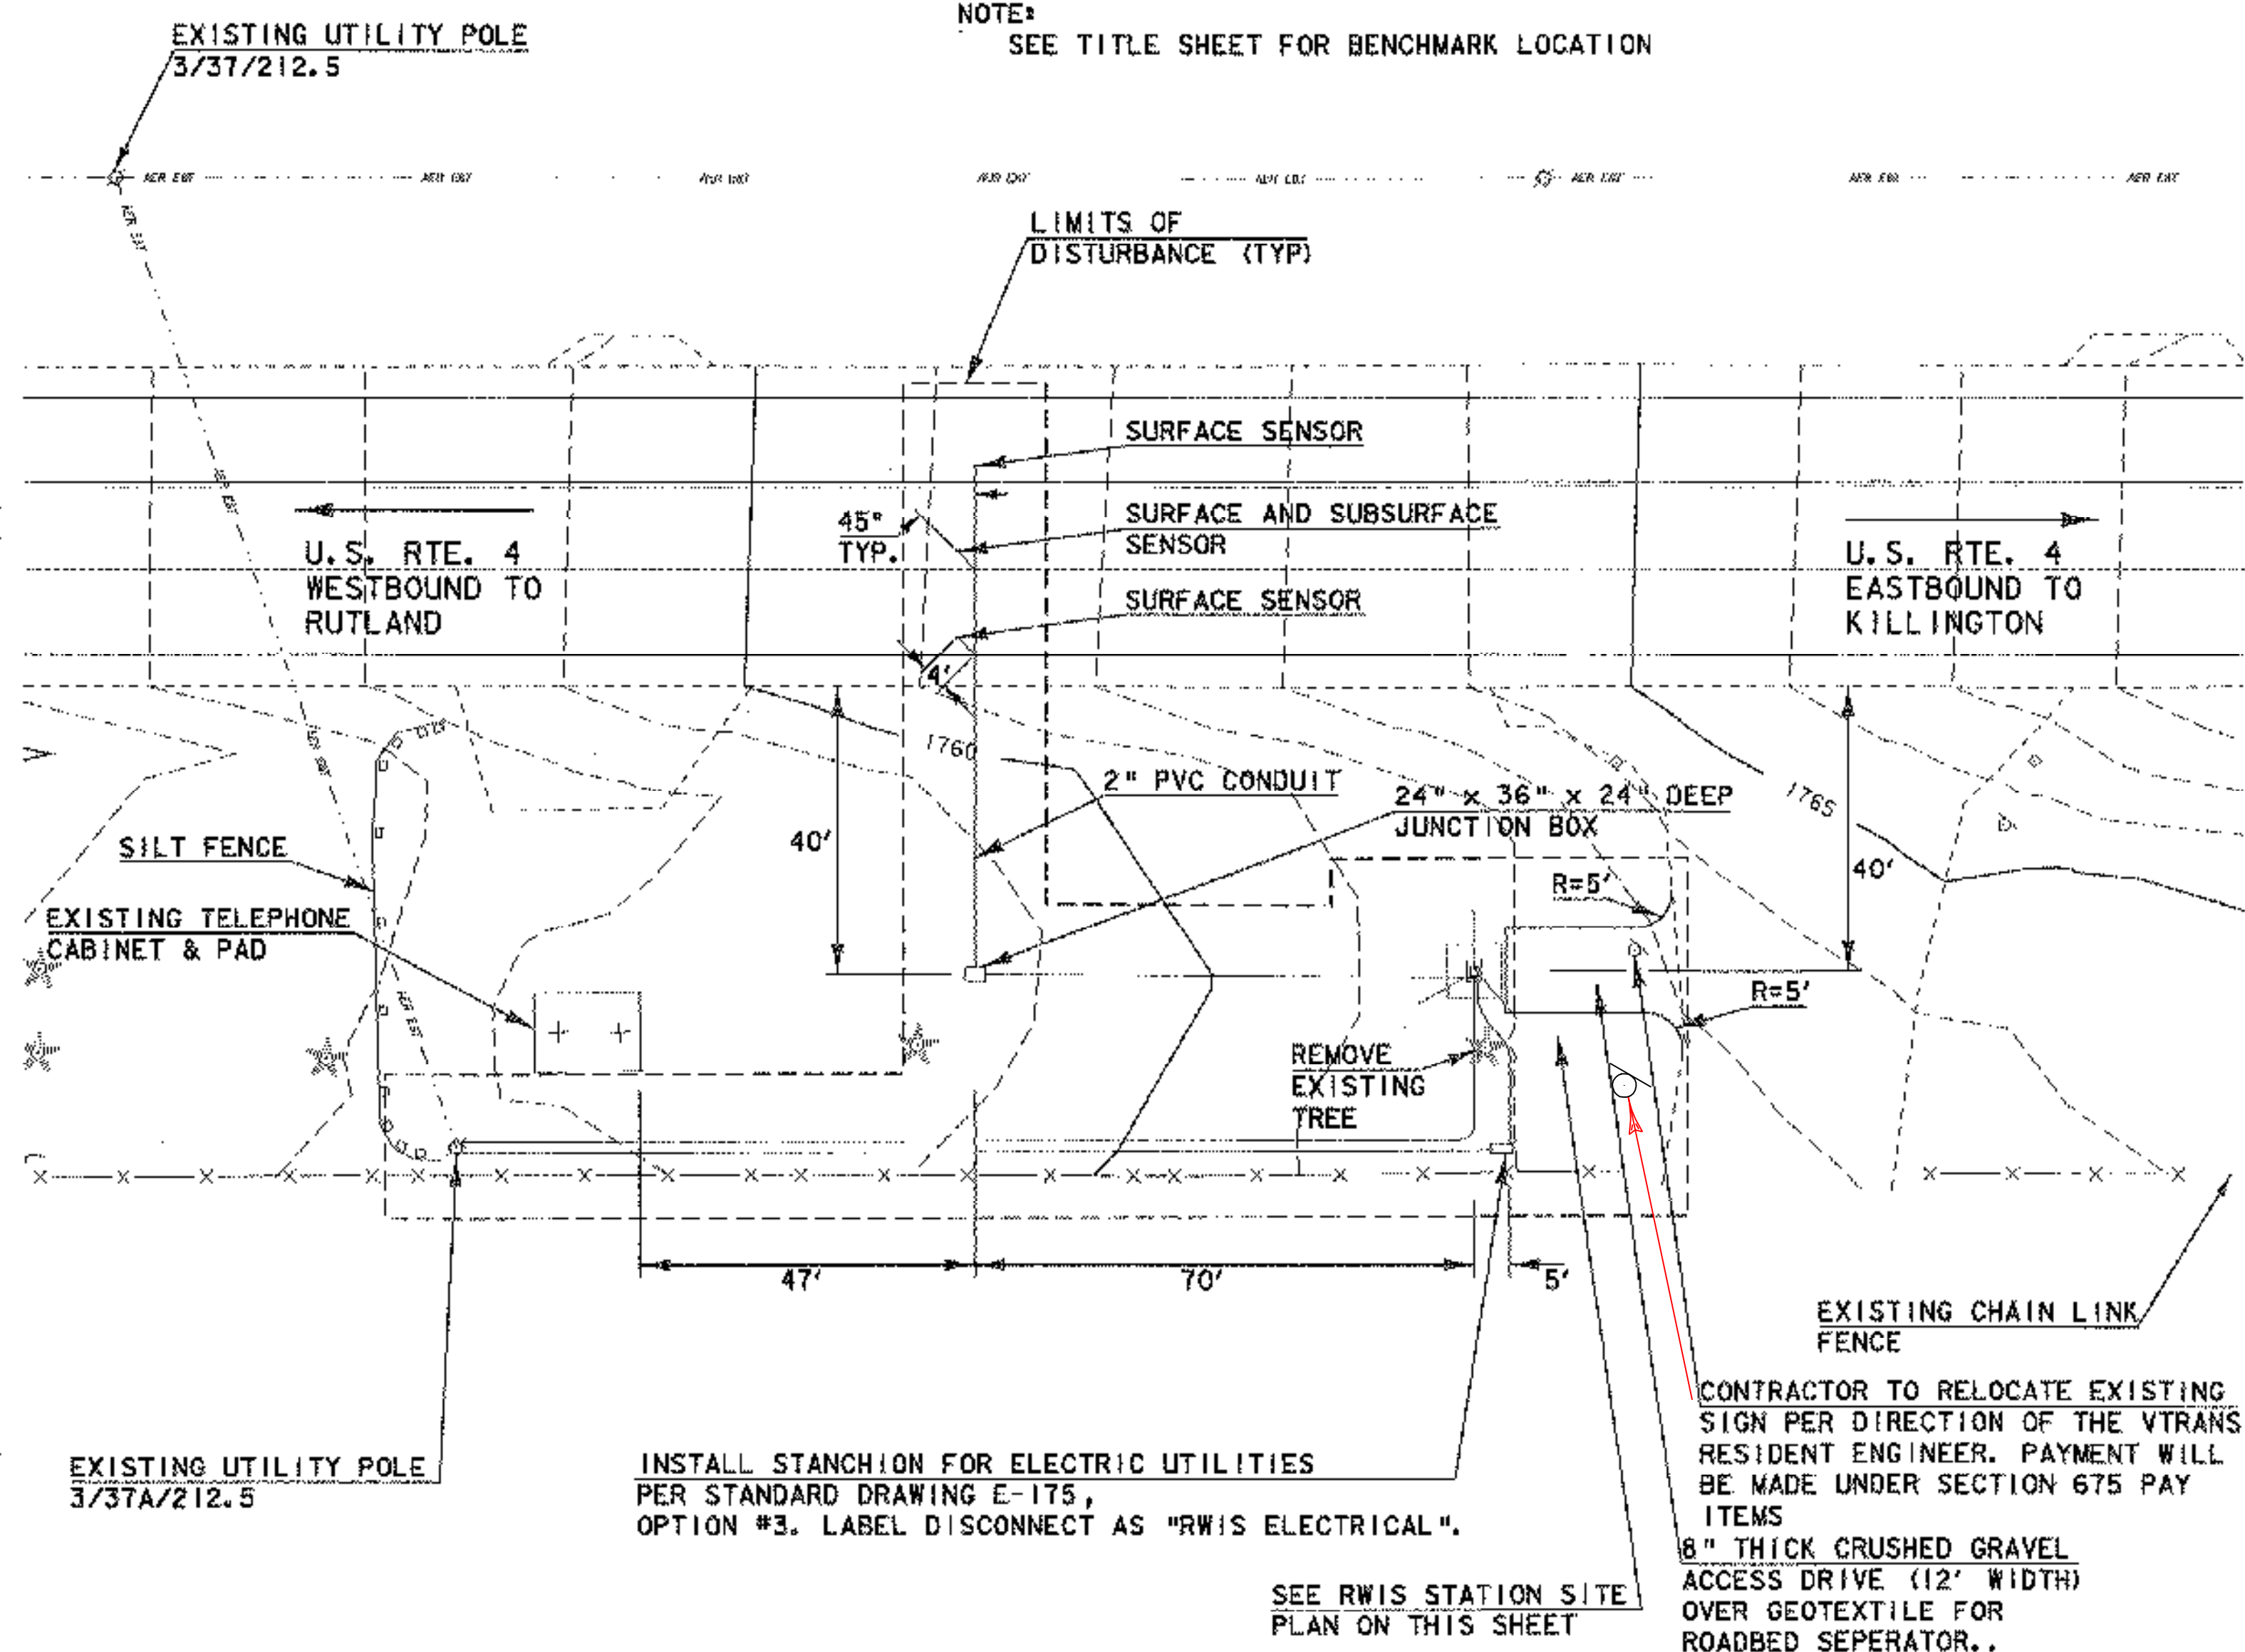 NOTE:
SEE TITLE SHEET FOR BENCHMARK LOCATION
EXISTING UTILITY POLE
3/37/212.5
LIMITS OF
DISTURBANCE (TYP)
SURFACE SENSOR
45°
TYP.
SURFACE AND SUBSURFACE
SENSOR
U.S. RTE. 4
WESTBOUND TO
RUTLAND
U.S. RTE. 4
EASTBOUND TO
KILLINGTON
SURFACE SENSOR
4'
1760
2" PVC CONDUIT
24" x 36" x 24" DEEP
JUNCTION BOX
1765
40'
40'
SILT FENCE
R=5'
EXISTING TELEPHONE
CABINET & PAD
R=5'
REMOVE
EXISTING
TREE
47'
70'
5'
EXISTING CHAIN LINK
FENCE
CONTRACTOR TO RELOCATE EXISTING
SIGN PER DIRECTION OF THE VTRANS
RESIDENT ENGINEER. PAYMENT WILL
BE MADE UNDER SECTION 675 PAY
ITEMS
EXISTING UTILITY POLE
3/37A/212.5
INSTALL STANCHION FOR ELECTRIC UTILITIES
PER STANDARD DRAWING E-175,
OPTION #3. LABEL DISCONNECT AS "RWIS ELECTRICAL".
8" THICK CRUSHED GRAVEL
ACCESS DRIVE (12' WIDTH)
OVER GEOTEXTILE FOR
ROADBED SEPERATOR..
SEE RWIS STATION SITE
PLAN ON THIS SHEET